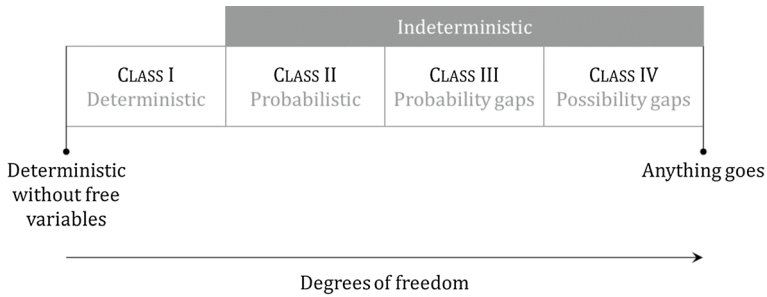 Indeterministic
CLASS I
Deterministic
CLASS II
Probabilistic
CLASS III
Probability gaps
CLASS IV
Possibility gaps
Deterministic
without free
variables
Anything goes
Degrees of freedom